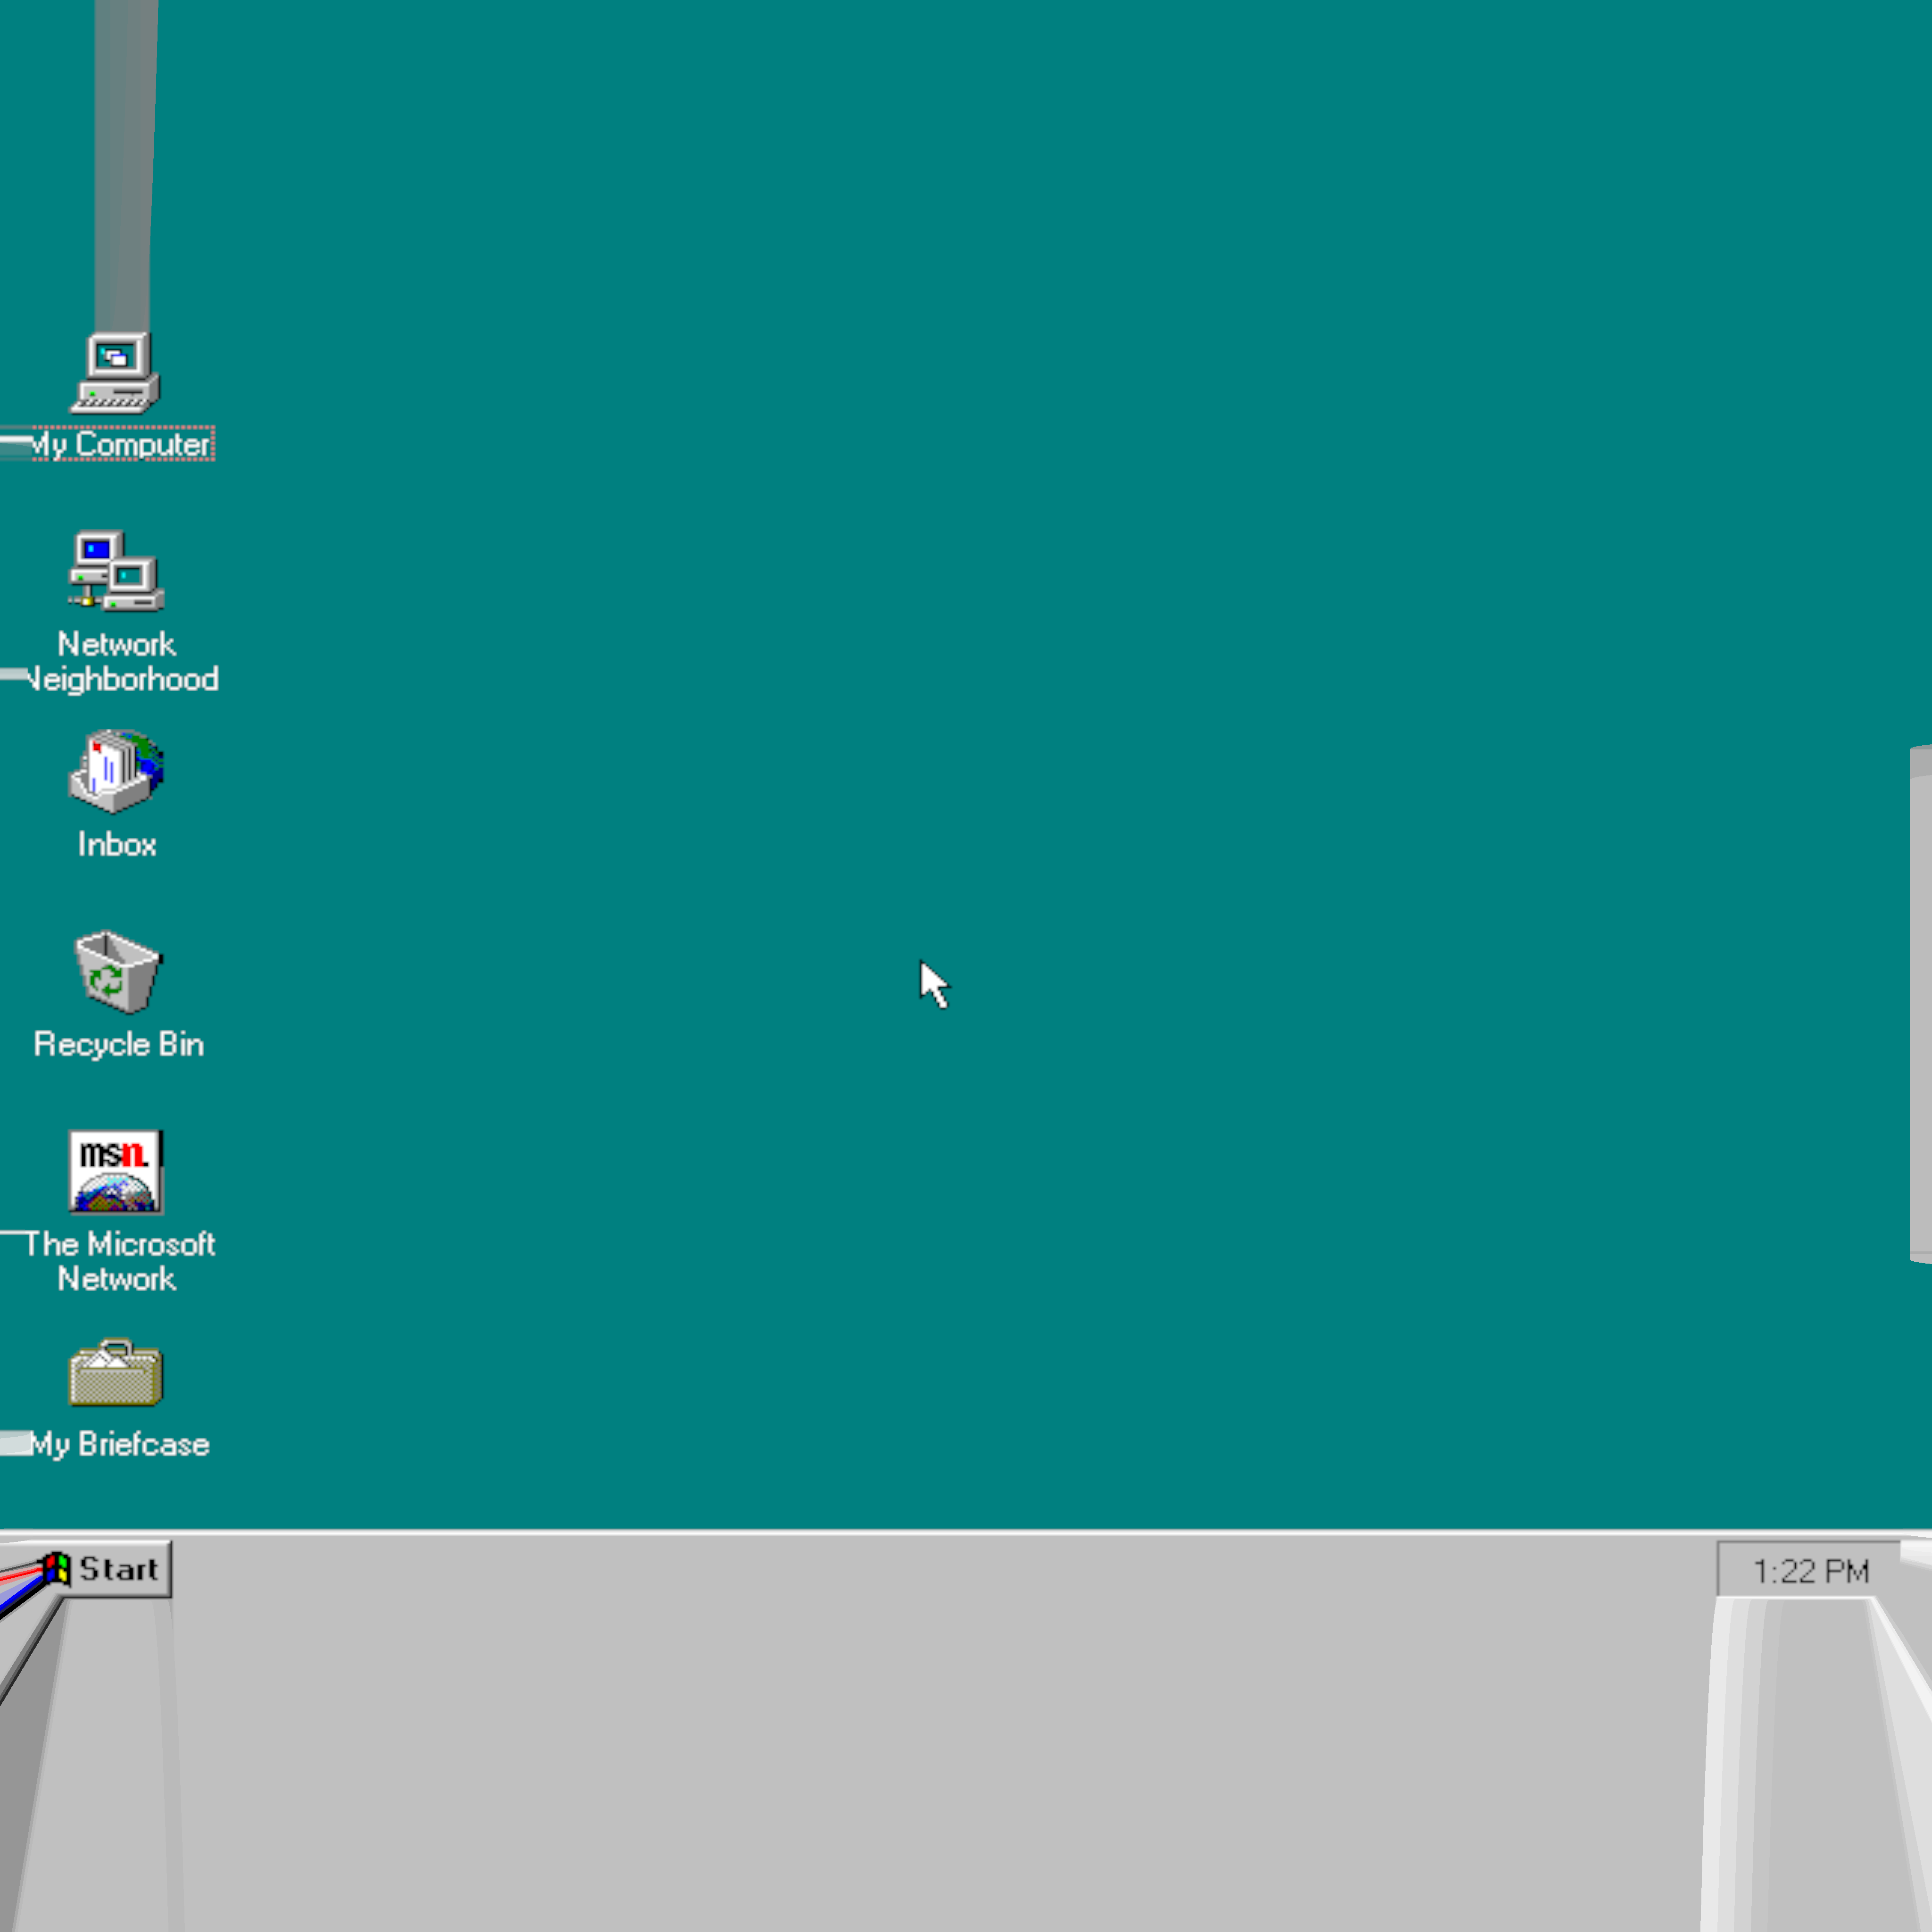 My Computer
Network
Neighborhood
Inbox
Recycle Bin
msn.
The Microsoft
Network
My Briefcase
Start
1:22 PM